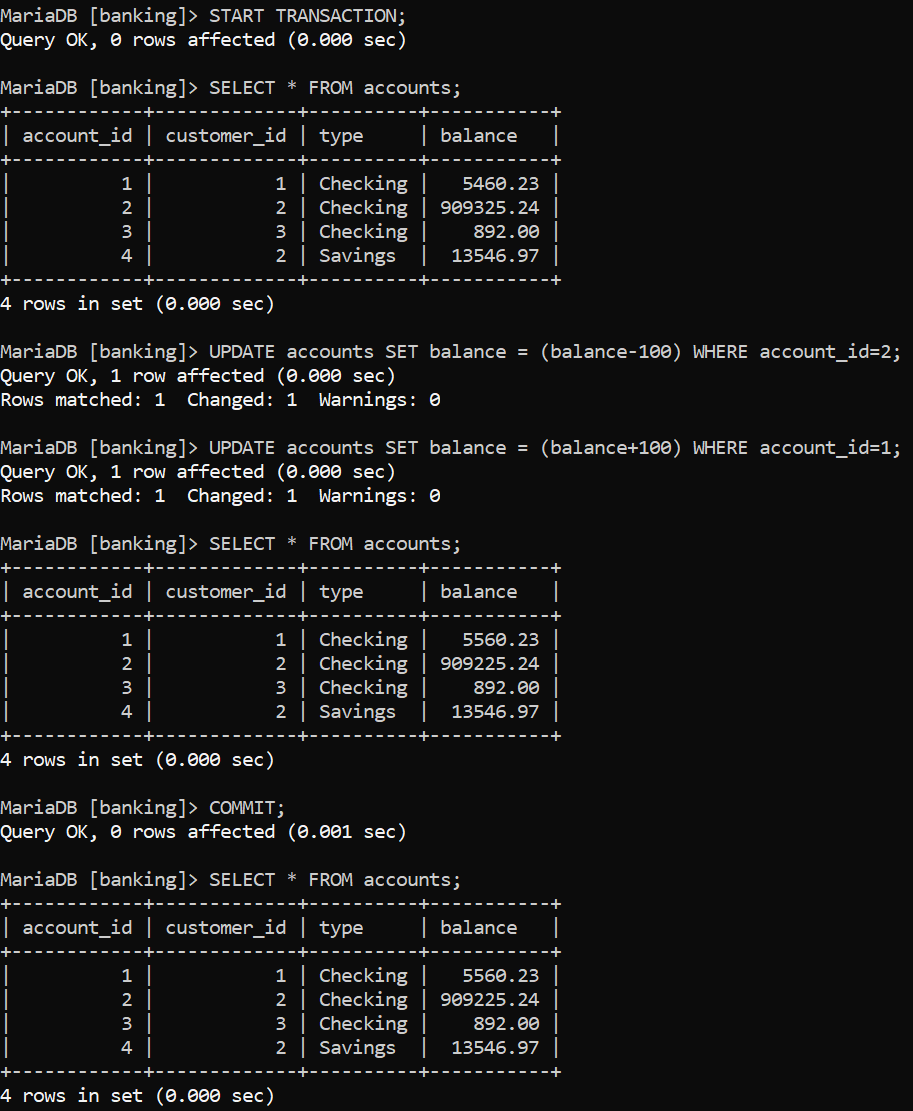 MariaDB [banking]> START TRANSACTION;
Query OK, 0 rows affected (0.000 sec)

MariaDB [banking]> SELECT * FROM accounts;
+------------+-------------+----------+-----------+
| account_id | customer_id | type     | balance   |
+------------+-------------+----------+-----------+
|          1 |           1 | Checking |   5460.23 |
|          2 |           2 | Checking | 909325.24 |
|          3 |           3 | Checking |    892.00 |
|          4 |           2 | Savings  |  13546.97 |
+------------+-------------+----------+-----------+
4 rows in set (0.000 sec)

MariaDB [banking]> UPDATE accounts SET balance = (balance-100) WHERE account_id=2;
Query OK, 1 row affected (0.000 sec)
Rows matched: 1  Changed: 1  Warnings: 0

MariaDB [banking]> UPDATE accounts SET balance = (balance+100) WHERE account_id=1;
Query OK, 1 row affected (0.000 sec)
Rows matched: 1  Changed: 1  Warnings: 0

MariaDB [banking]> SELECT * FROM accounts;
+------------+-------------+----------+-----------+
| account_id | customer_id | type     | balance   |
+------------+-------------+----------+-----------+
|          1 |           1 | Checking |   5560.23 |
|          2 |           2 | Checking | 909225.24 |
|          3 |           3 | Checking |    892.00 |
|          4 |           2 | Savings  |  13546.97 |
+------------+-------------+----------+-----------+
4 rows in set (0.000 sec)

MariaDB [banking]> COMMIT;
Query OK, 0 rows affected (0.001 sec)

MariaDB [banking]> SELECT * FROM accounts;
+------------+-------------+----------+-----------+
| account_id | customer_id | type     | balance   |
+------------+-------------+----------+-----------+
|          1 |           1 | Checking |   5560.23 |
|          2 |           2 | Checking | 909225.24 |
|          3 |           3 | Checking |    892.00 |
|          4 |           2 | Savings  |  13546.97 |
+------------+-------------+----------+-----------+
4 rows in set (0.000 sec)